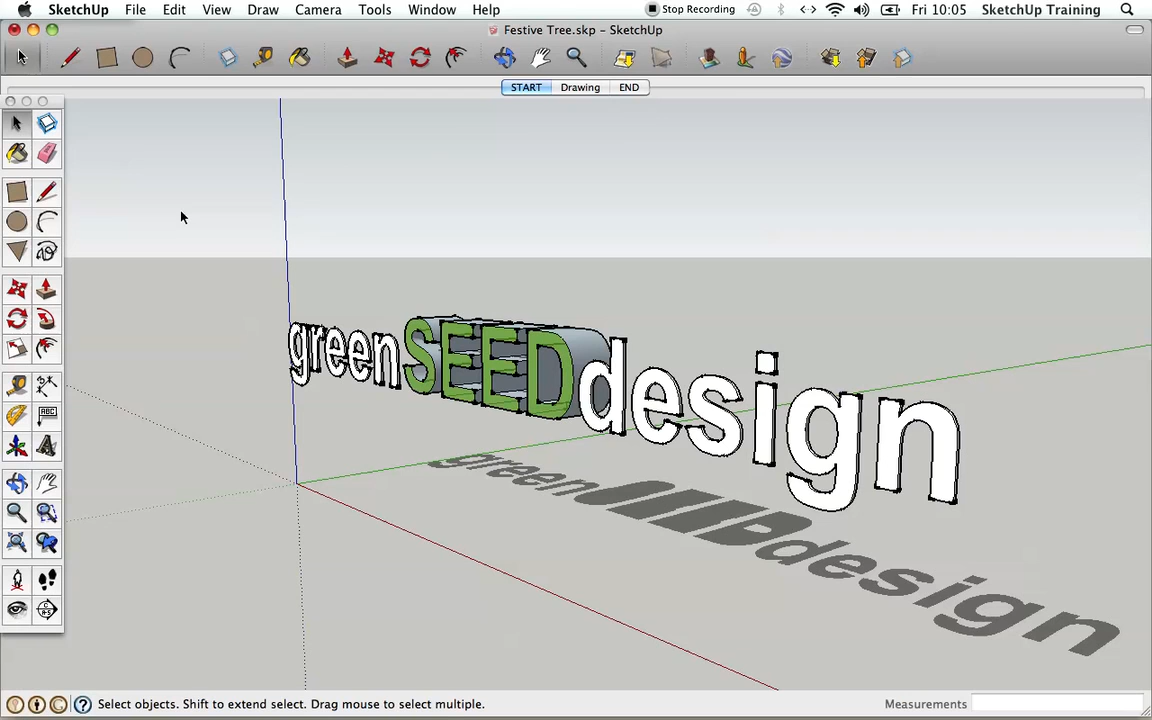 SketchUp File Edit View Draw Camera Tools Window Help Stop Recording Fri 10:05 SketchUp Training
Festive Tree.skp – SketchUp
START Drawing END
greenSEEDdesign
greenSEEDdesign
Select objects. Shift to extend select. Drag mouse to select multiple. Measurements